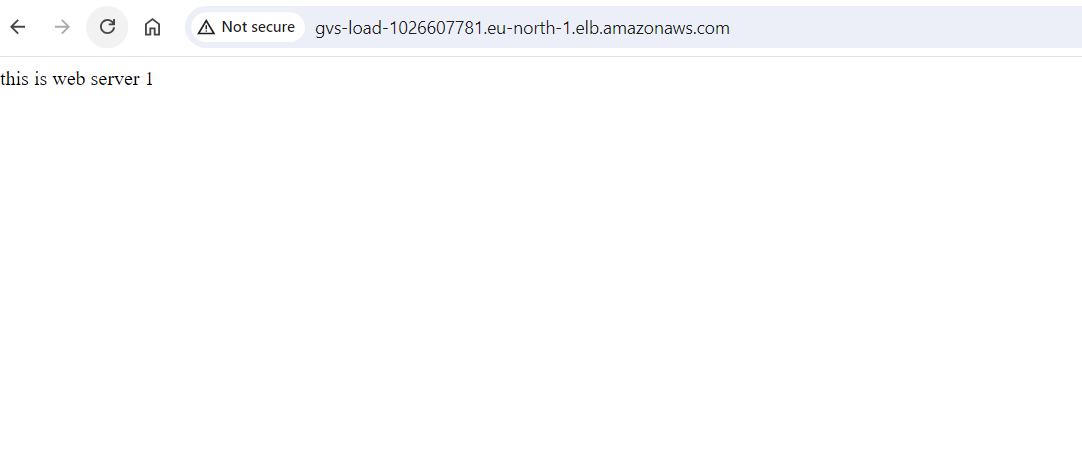 Not secure gvs-load-1026607781.eu-north-1.elb.amazonaws.com
this is web server 1